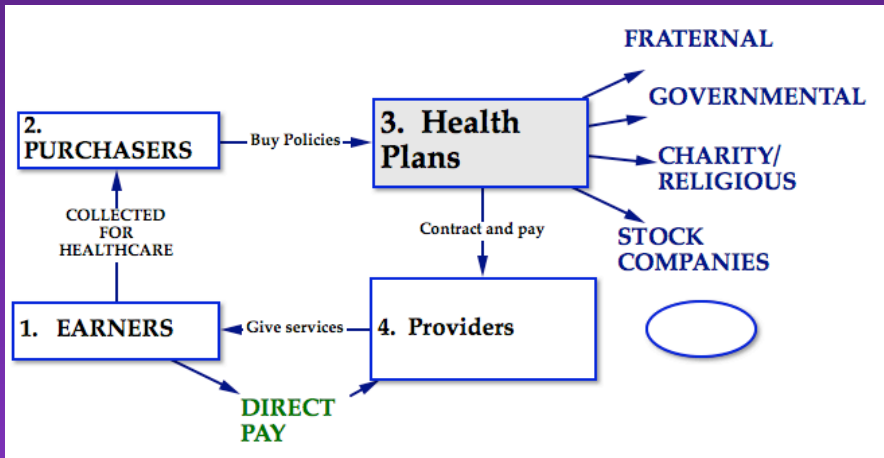 FRATERNAL
GOVERNMENTAL
CHARITY/
RELIGIOUS
STOCK
COMPANIES
2.
PURCHASERS
Buy Policies
3. Health
Plans
COLLECTED
FOR
HEALTHCARE
Contract and pay
1. EARNERS
Give services
4. Providers
DIRECT
PAY